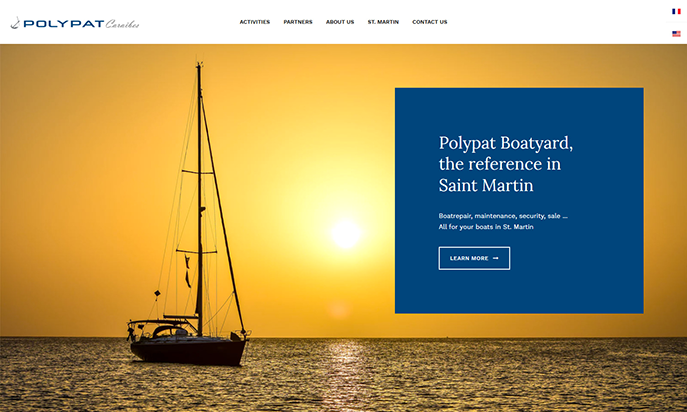 POLYPAT Caraibes
ACTIVITIES PARTNERS ABOUT US ST. MARTIN CONTACT US
Polypat Boatyard,
the reference in
Saint Martin
Boatrepair, maintenance, security, sale ...
All for your boats in St. Martin
LEARN MORE